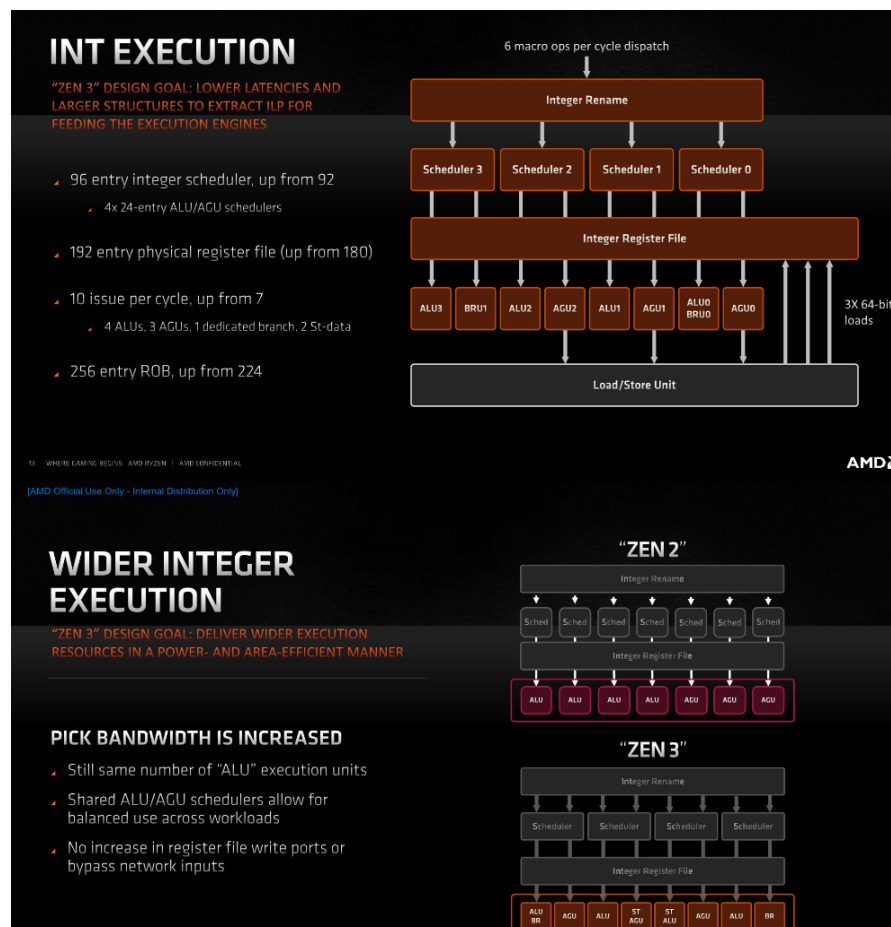 INT EXECUTION
"ZEN 3" DESIGN GOAL: LOWER LATENCIES AND
LARGER STRUCTURES TO EXTRACT ILP FOR
FEEDING THE EXECUTION ENGINES
96 entry integer scheduler, up from 92
4x 24-entry ALU/AGU schedulers
192 entry physical register file (up from 180)
10 issue per cycle, up from 7
4 ALUs, 3 AGUs, 1 dedicated branch, 2 St-data
256 entry ROB, up from 224
6 macro ops per cycle dispatch
Integer Rename
Scheduler 3 Scheduler 2 Scheduler 1 Scheduler 0
Integer Register File
ALU3 BRU1 ALU2 AGU2 ALU1 AGU1 ALU0 AGU0
BRU0
3X 64-bit
loads
Load/Store Unit
WHERE GAMING BEGINS: AMD RYZEN | AMD CONFIDENTIAL
AMD
[AMD Official Use Only - Internal Distribution Only]
WIDER INTEGER
EXECUTION
"ZEN 3" DESIGN GOAL: DELIVER WIDER EXECUTION
RESOURCES IN A POWER- AND AREA-EFFICIENT MANNER
PICK BANDWIDTH IS INCREASED
Still same number of "ALU" execution units
Shared ALU/AGU schedulers allow for
balanced use across workloads
No increase in register file write ports or
bypass network inputs
"ZEN 2"
Integer Rename
Sched Sched Sched Sched Sched Sched Sched
Integer Register File
ALU ALU ALU ALU AGU AGU AGU
"ZEN 3"
Integer Rename
Scheduler Scheduler Scheduler Scheduler
Integer Register File
ALU AGU ALU ST ST AGU ALU BR
BR AGU ALU